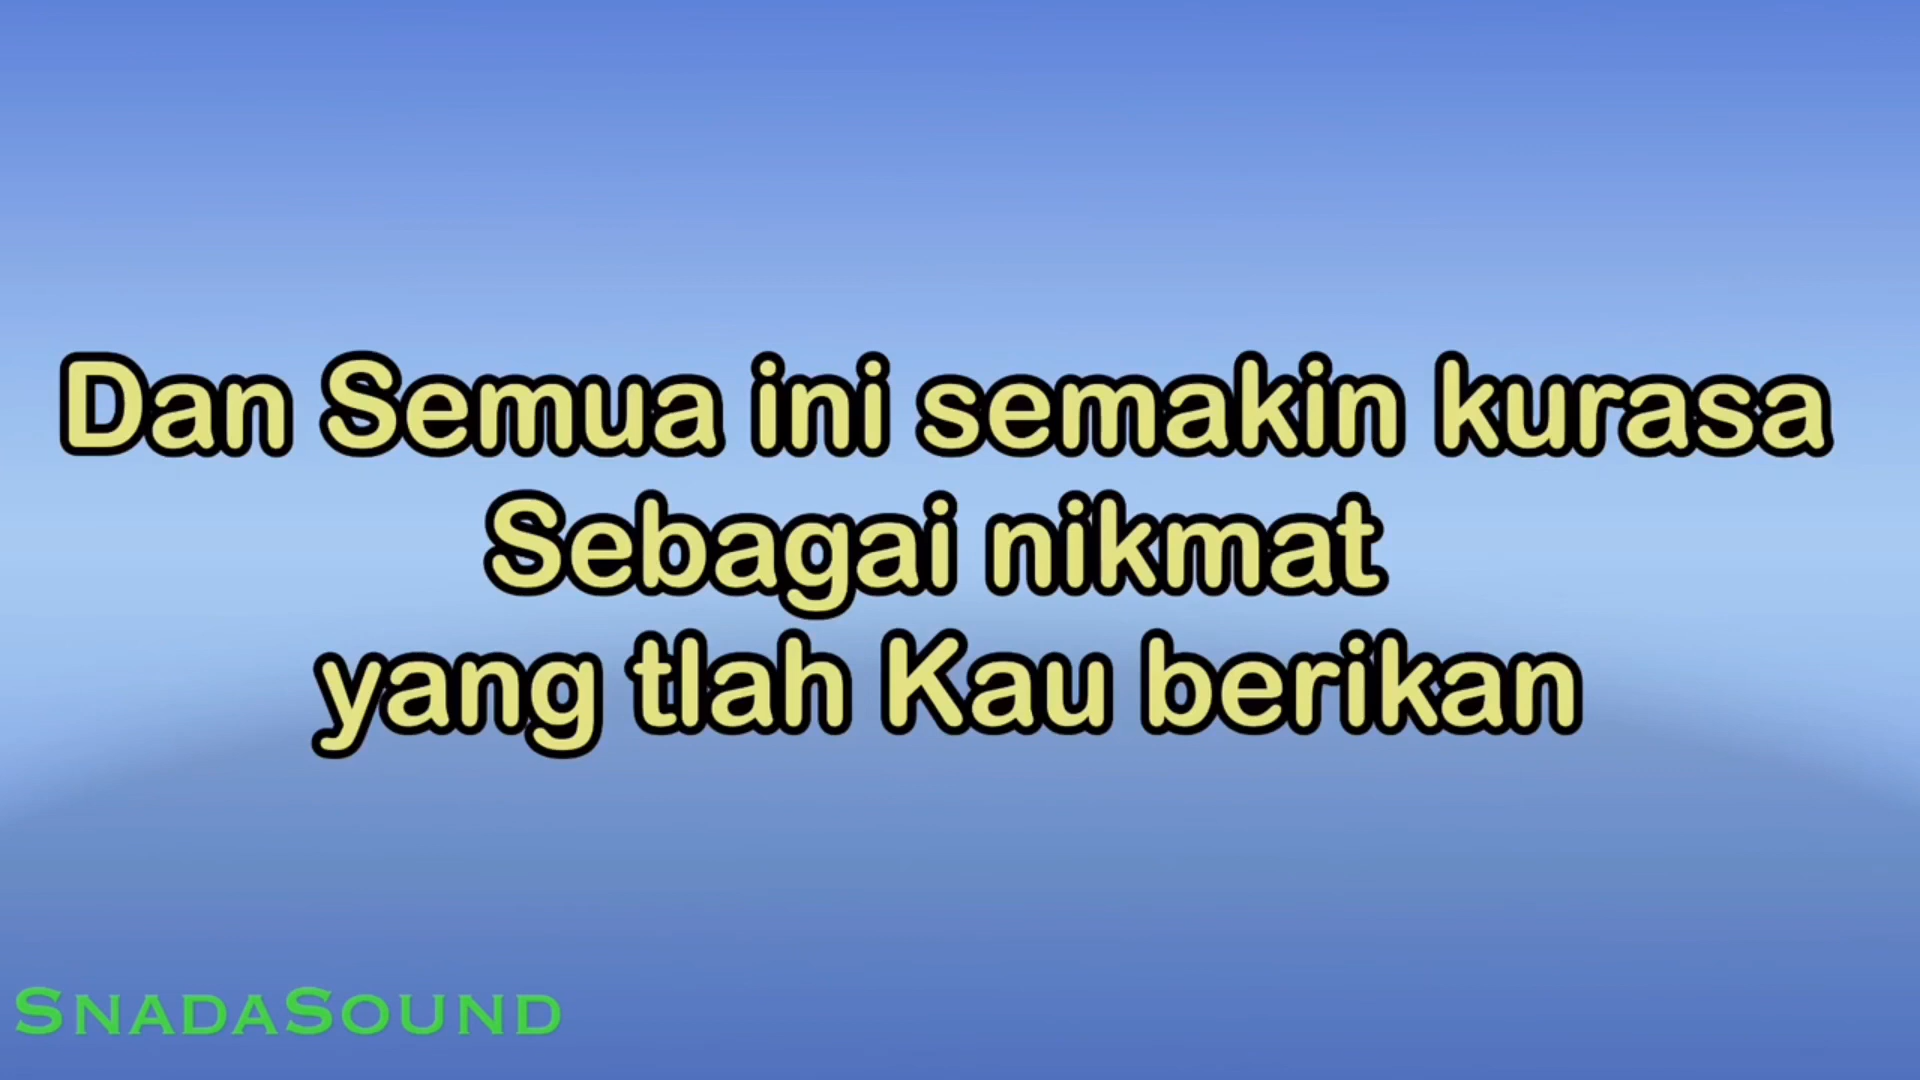 Dan Semua ini semakin kurasa
Sebagai nikmat
yang tlah Kau berikan
SnadaSound